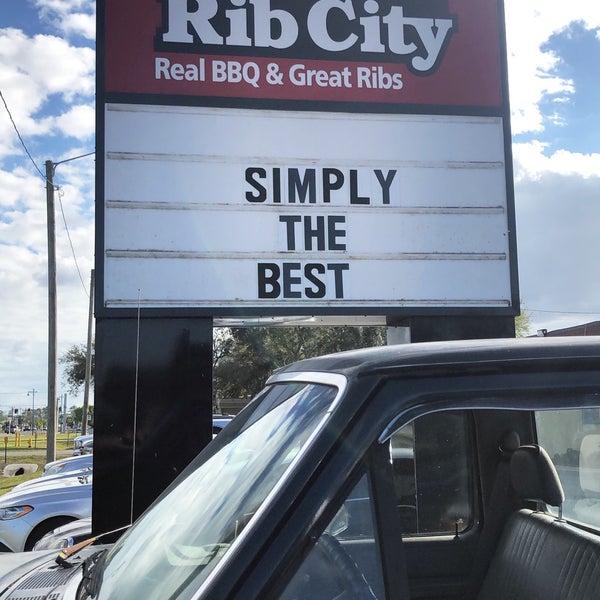 Rib City
Real BBQ & Great Ribs
SIMPLY
THE
BEST